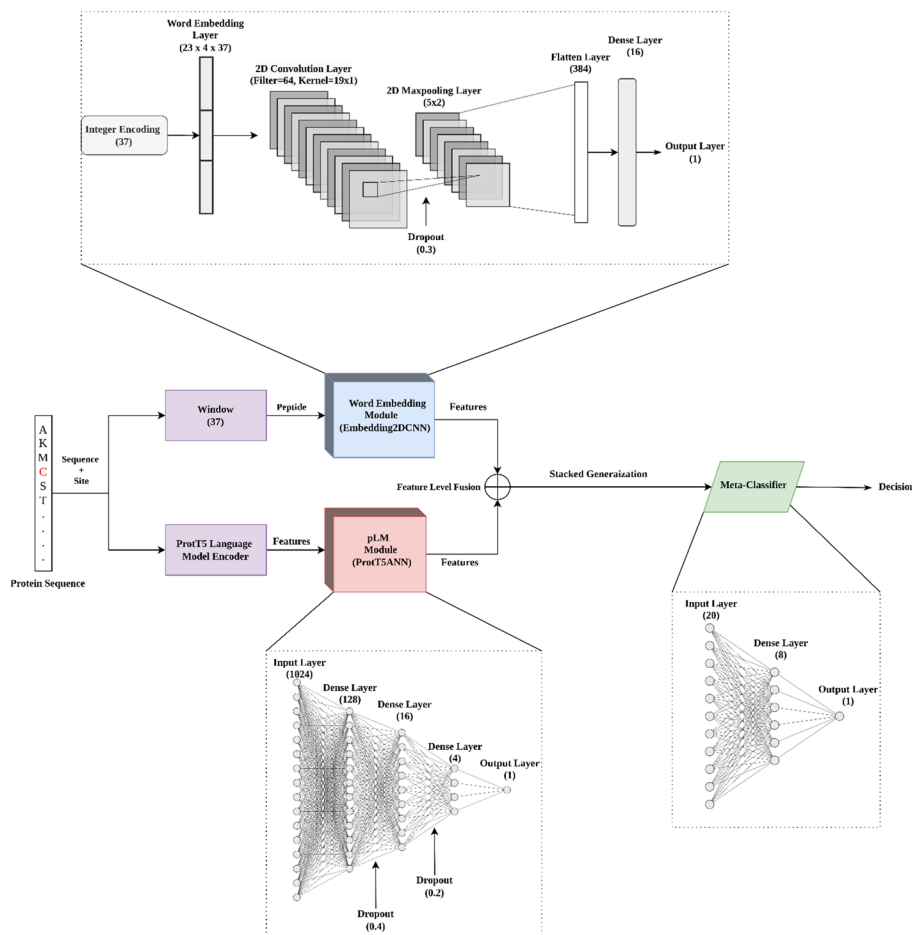 Word Embedding
Layer
(23 x 4 x 37)
2D Convolution Layer
(Filter=64, Kernel=19x1)
2D Maxpooling Layer
(5x2)
Flatten Layer
(384)
Dense Layer
(16)
Integer Encoding
(37)
Output Layer
(1)
Dropout
(0.3)
A
K
M
C
S
T
.
.
.
.
Protein Sequence
Sequence
+
Site
Window
(37)
Peptide
Word Embedding
Module
(Embedding2DCNN)
Features
ProtT5 Language
Model Encoder
Features
pLM
Module
(ProtT5ANN)
Features
Feature Level Fusion
Stacked Generaization
Meta-Classifier
Decision
Input Layer
(1024)
Dense Layer
(128)
Dense Layer
(16)
Dense Layer
(4)
Output Layer
(1)
Dropout
(0.4)
Dropout
(0.2)
Input Layer
(20)
Dense Layer
(8)
Output Layer
(1)